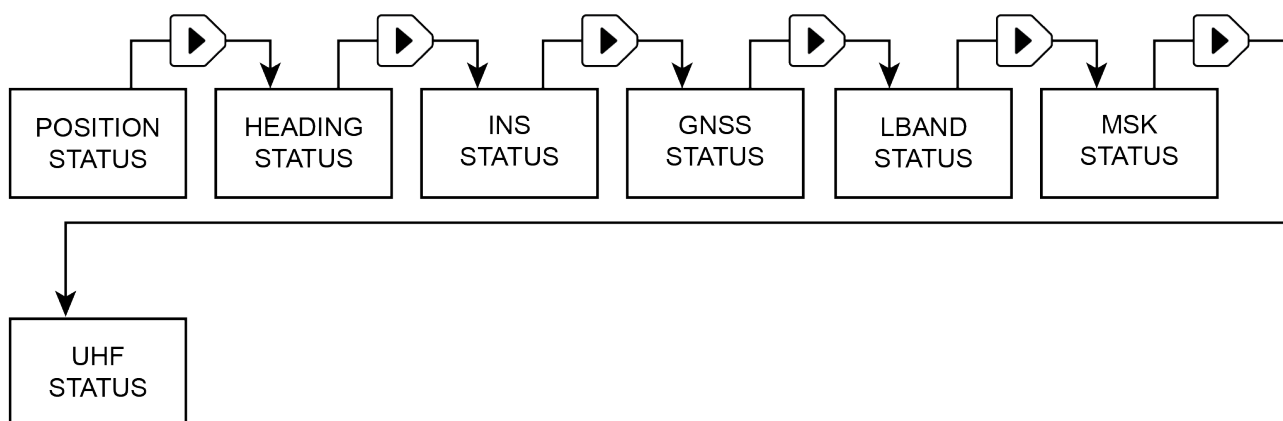 POSITION
STATUS
HEADING
STATUS
INS
STATUS
GNSS
STATUS
LBAND
STATUS
MSK
STATUS
UHF
STATUS